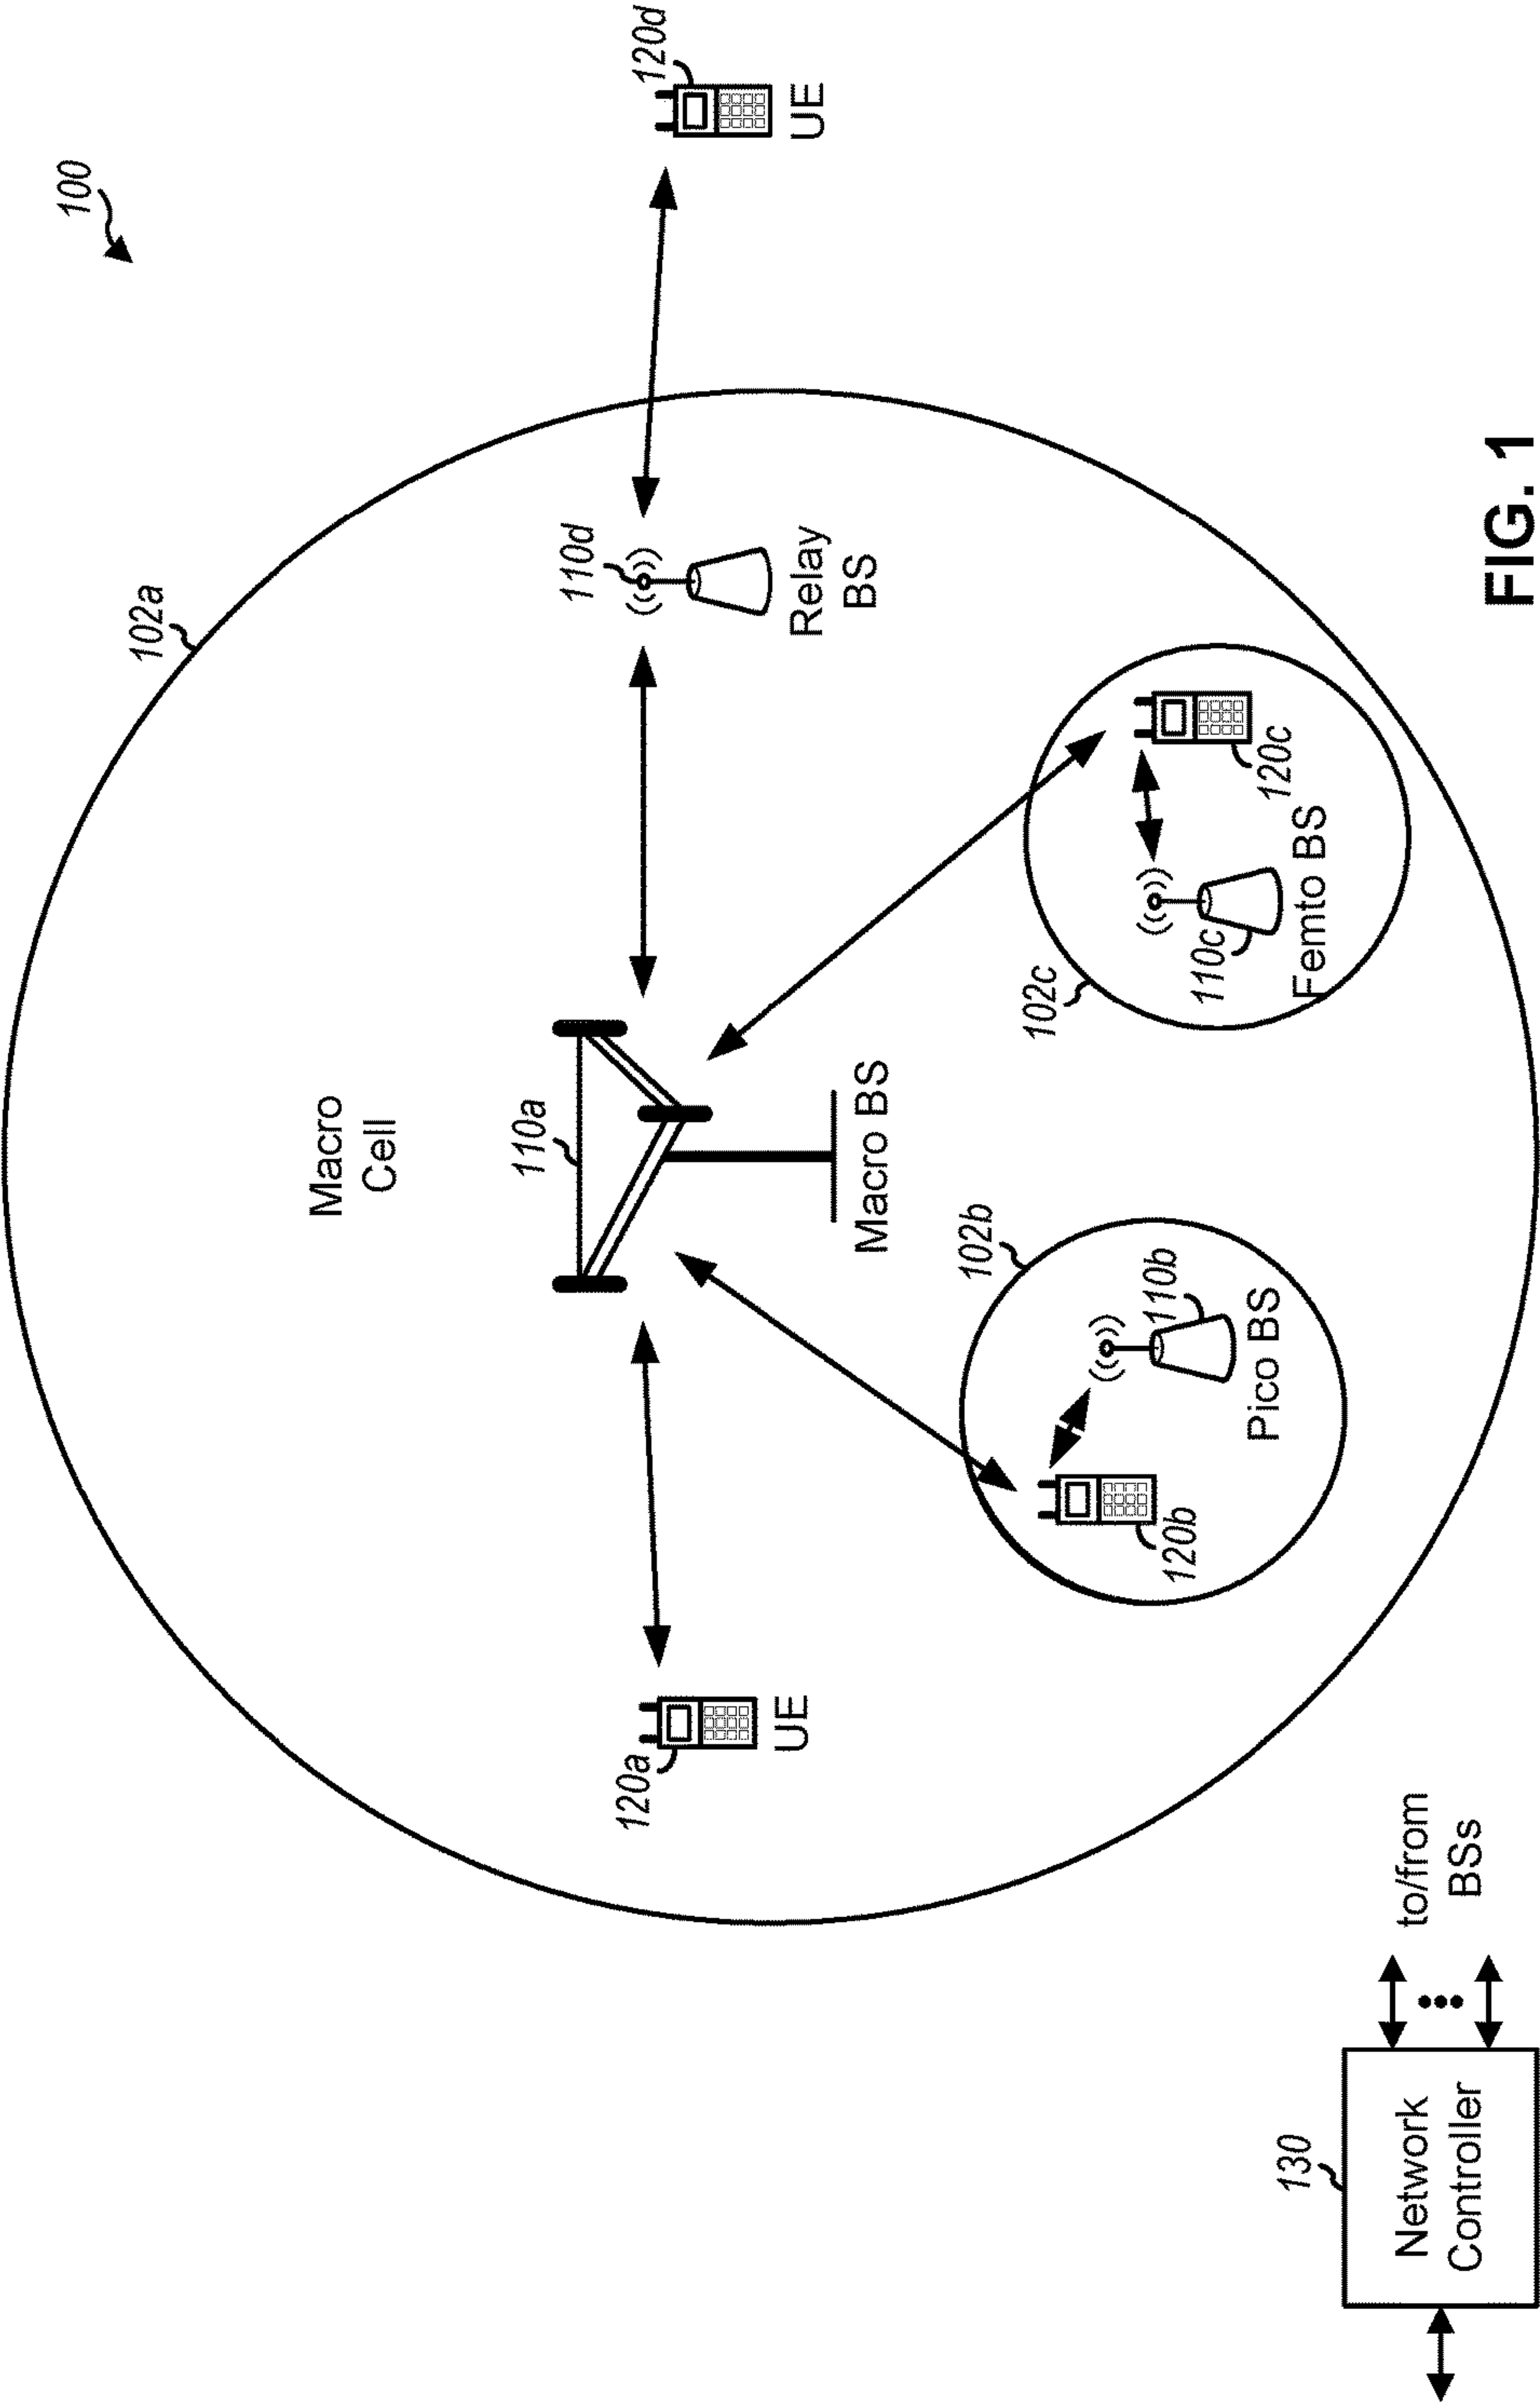 100
102a
Macro
Cell
110a
110d
120d
120a
UE
Relay
BS
UE
Macro BS
102b
102c
110b
120b
Pico BS
110c
120c
Femto BS
130
Network
Controller
to/from
BSs
FIG. 1